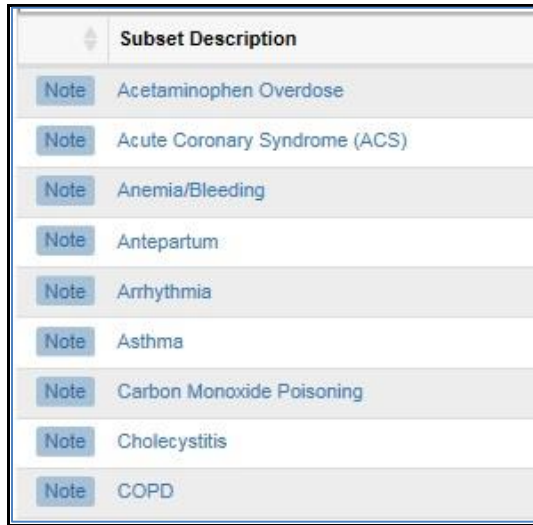 Subset Description
Note Acetaminophen Overdose
Note Acute Coronary Syndrome (ACS)
Note Anemia/Bleeding
Note Antepartum
Note Arrhythmia
Note Asthma
Note Carbon Monoxide Poisoning
Note Cholecystitis
Note COPD